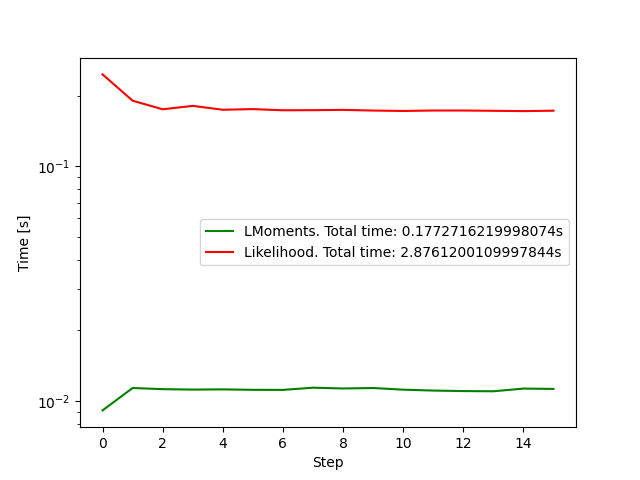 Time [s]
10⁻¹
10⁻²
LMoments. Total time: 0.1772716219998074s
Likelihood. Total time: 2.8761200109997844s
0 2 4 6 8 10 12 14
Step